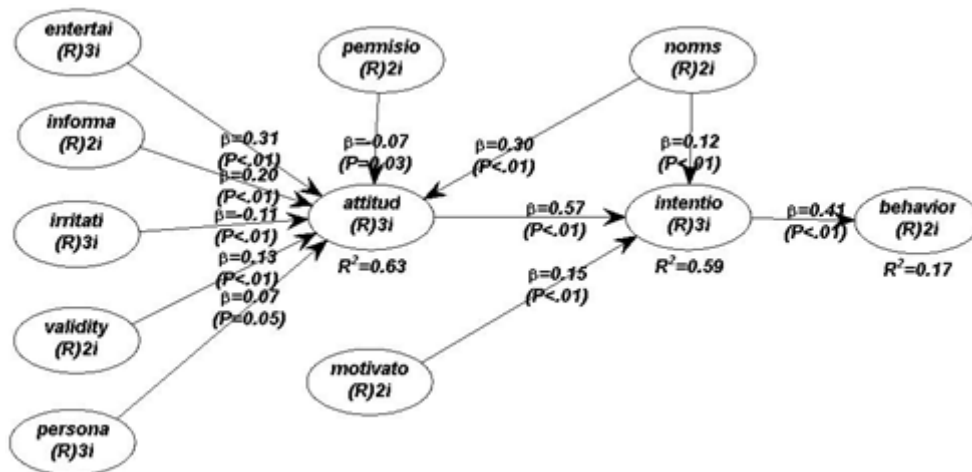 entertai
(R)3i
permisio
(R)2i
norms
(R)2i
informa
(R)2i
β=0.31
(P<.01)
β=-0.07
(P=0.03)
β=0.30
(P<.01)
β=0.12
(P<.01)
β=0.20
(P<.01)
irritati
(R)3i
β=-0.11
(P<.01)
attitud
(R)3i
R²=0.63
β=0.57
(P<.01)
intentio
(R)3i
R²=0.59
β=0.41
(P<.01)
behavior
(R)2i
R²=0.17
β=0.13
(P<.01)
β=0.07
(P=0.05)
β=0.15
(P<.01)
validity
(R)2i
motivato
(R)2i
persona
(R)3i